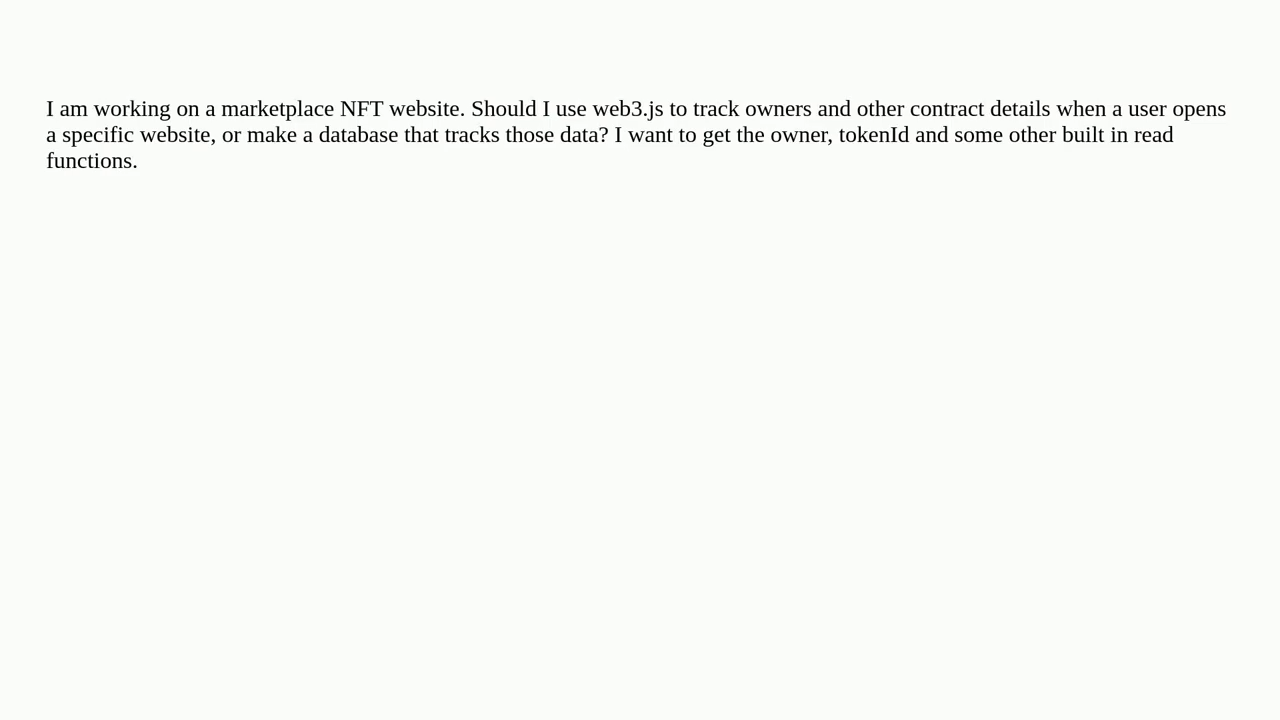 I am working on a marketplace NFT website. Should I use web3.js to track owners and other contract details when a user opens
a specific website, or make a database that tracks those data? I want to get the owner, tokenId and some other built in read
functions.